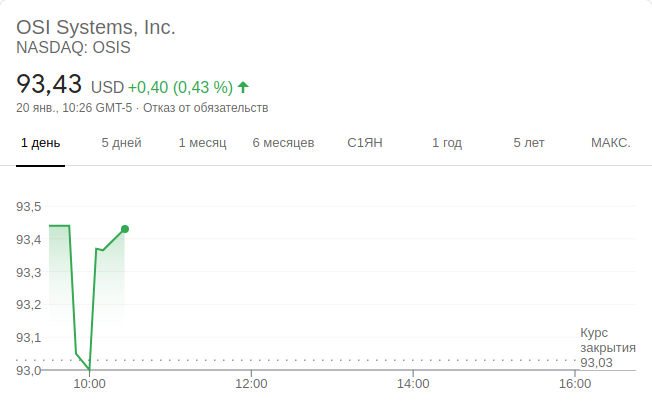 OSI Systems, Inc.
NASDAQ: OSIS
93,43 USD +0,40 (0,43 %)
20 янв., 10:26 GMT-5 · Отказ от обязательств
1 день 5 дней 1 месяц 6 месяцев С1ЯН 1 год 5 лет МАКС.
93,5
93,4
93,3
93,2
93,1
93,0
Курс
закрытия
93,03
10:00 12:00 14:00 16:00